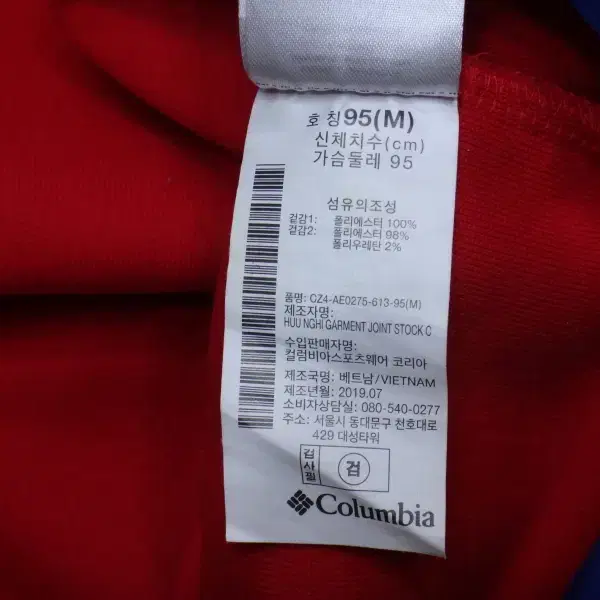 호 칭 95(M)
신체치수(cm)
가슴둘레 95
섬유의조성
겉감1: 폴리에스터 100%
겉감2: 폴리에스터 98%
폴리우레탄 2%
품명: CZ4-AE0275-613-95(M)
제조자명:
HUU NGHI GARMENT JOINT STOCK C
수입판매자명:
컬럼비아스포츠웨어 코리아
제조국명: 베트남/VIETNAM
제조년월: 2019.07
소비자상담실: 080-540-0277
주소: 서울시 동대문구 천호대로
429 대성타워
검사필 검
Columbia